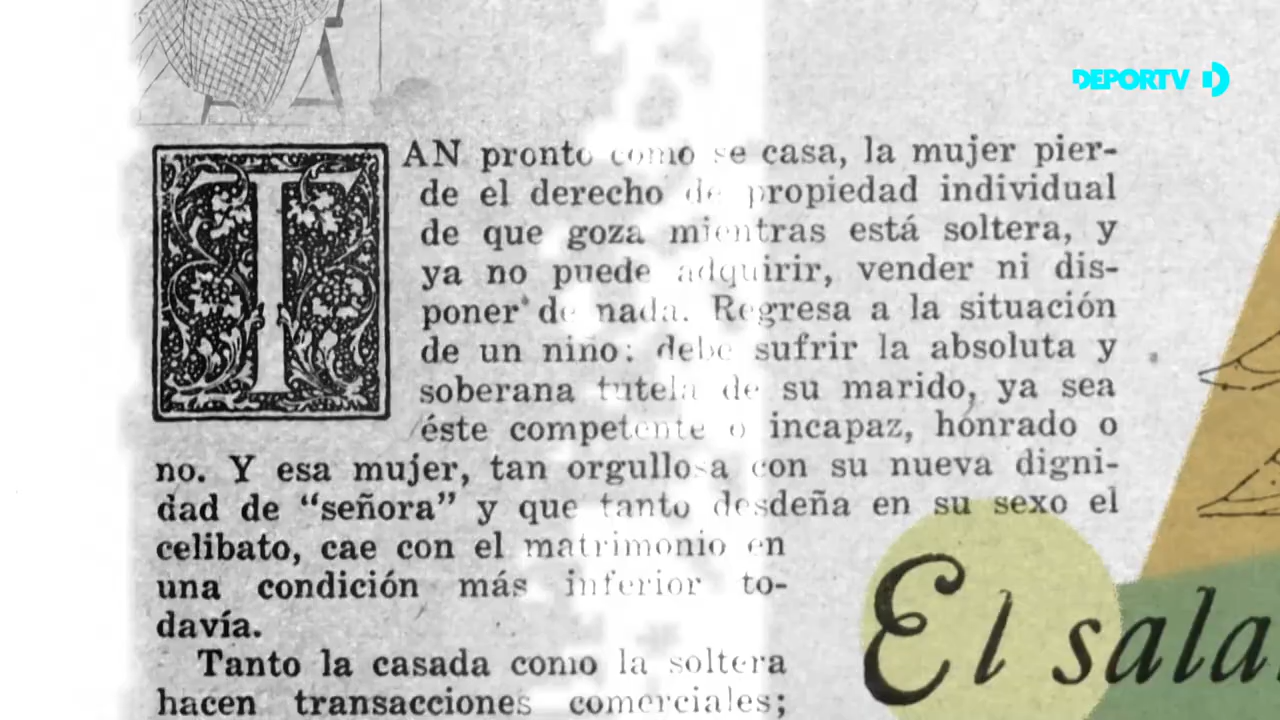 DEPORTV D
TAN pronto como se casa, la mujer pier-
de el derecho de propiedad individual
de que goza mientras está soltera, y
ya no puede adquirir, vender ni dis-
poner de nada. Regresa a la situación
de un niño: debe sufrir la absoluta y
soberana tutela de su marido, ya sea
éste competente o incapaz, honrado o
no. Y esa mujer, tan orgullosa con su nueva digni-
dad de “señora” y que tanto desdeña en su sexo el
celibato, cae con el matrimonio en
una condición más inferior to-
davía.
Tanto la casada como la soltera
hacen transacciones comerciales;
El sala